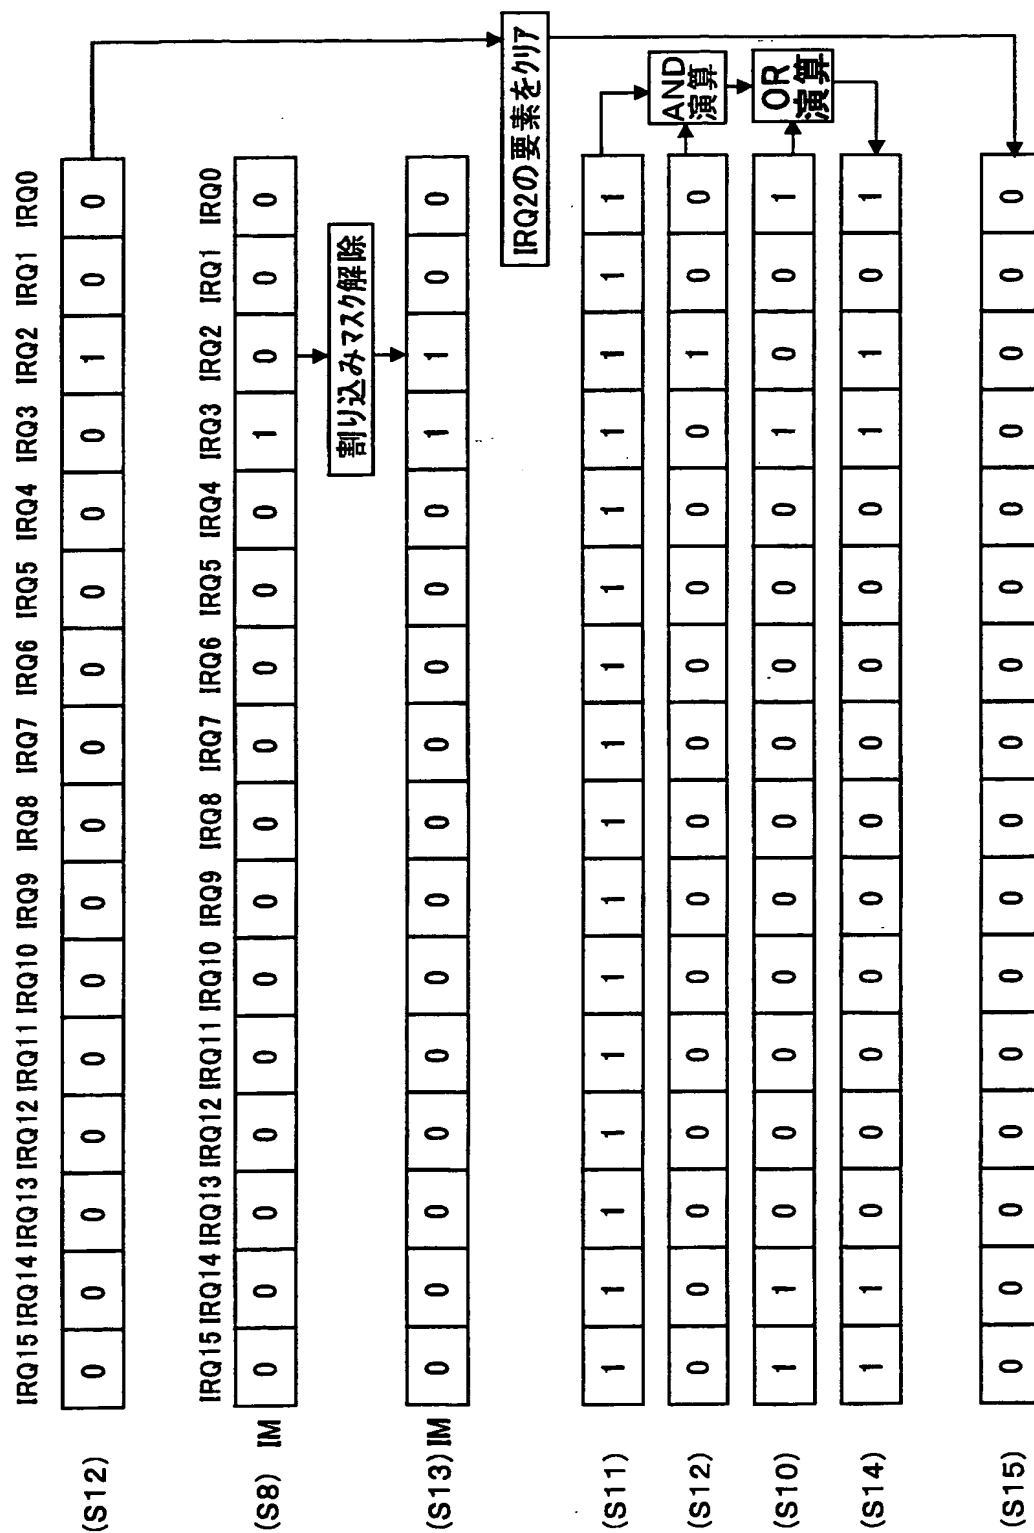 IRQ15 IRQ14 IRQ13 IRQ12 IRQ11 IRQ10 IRQ9 IRQ8 IRQ7 IRQ6 IRQ5 IRQ4 IRQ3 IRQ2 IRQ1 IRQ0
(S12) 0 0 0 0 0 0 0 0 0 0 0 0 0 1 0 0
IRQ15 IRQ14 IRQ13 IRQ12 IRQ11 IRQ10 IRQ9 IRQ8 IRQ7 IRQ6 IRQ5 IRQ4 IRQ3 IRQ2 IRQ1 IRQ0
(S8) IM 0 0 0 0 0 0 0 0 0 0 0 0 1 0 0 0
割り込みマスク解除
(S13) IM 0 0 0 0 0 0 0 0 0 0 0 0 1 1 0 0
IRQ2の要素をクリア
(S11) 1 1 1 1 1 1 1 1 1 1 1 1 1 1 1 1
AND
演算
(S12) 0 0 0 0 0 0 0 0 0 0 0 0 0 1 0 0
(S10) 1 1 0 0 0 0 0 0 0 0 0 0 1 0 0 1
OR
演算
(S14) 1 1 0 0 0 0 0 0 0 0 0 0 1 1 0 1
(S15) 0 0 0 0 0 0 0 0 0 0 0 0 0 0 0 0